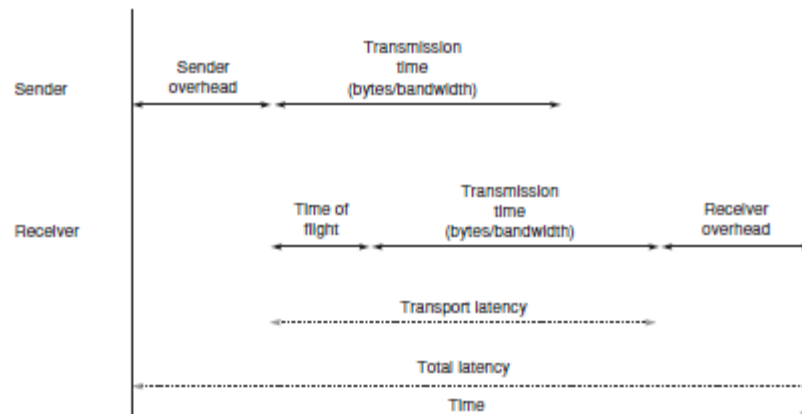 Sender
Sender
overhead
Transmission
time
(bytes/bandwidth)
Receiver
Time of
flight
Transmission
time
(bytes/bandwidth)
Receiver
overhead
Transport latency
Total latency
Time